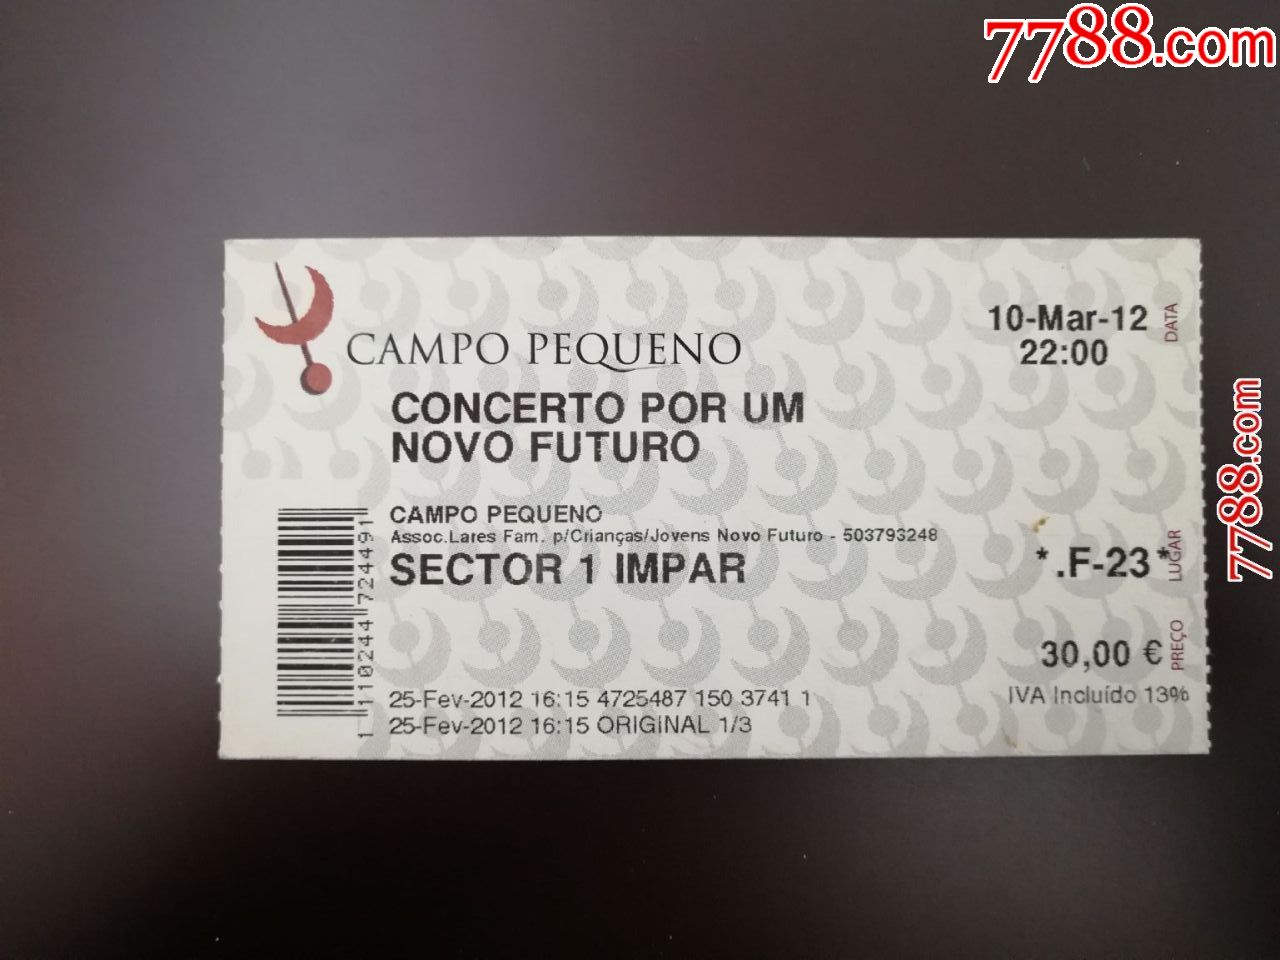 7788.com
CAMPO PEQUENO
10-Mar-12
22:00
DATA
CONCERTO POR UM
NOVO FUTURO
CAMPO PEQUENO
Assoc.Lares Fam. p/Crianças/Jovens Novo Futuro - 503793248
SECTOR 1 IMPAR
*.F-23*
LUGAR
30,00 €
PREÇO
IVA Incluído 13%
25-Fev-2012 16:15 4725487 150 3741 1
25-Fev-2012 16:15 ORIGINAL 1/3
1 110244 724491
7788.com